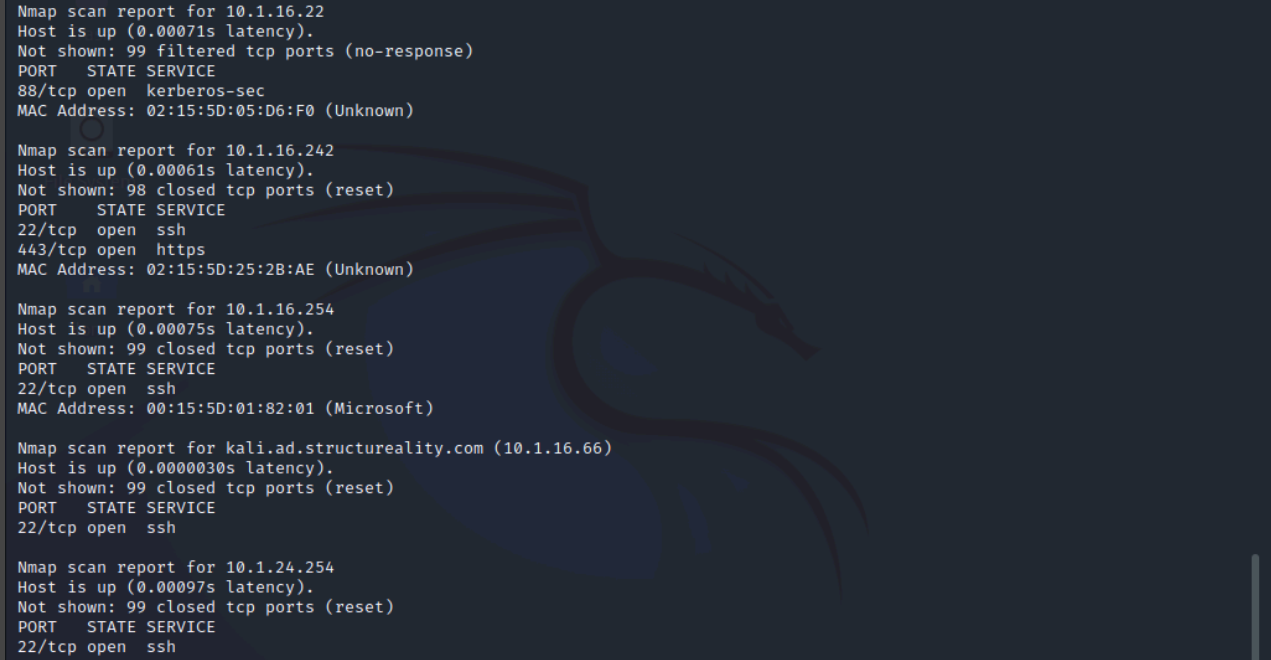 Nmap scan report for 10.1.16.22
Host is up (0.00071s latency).
Not shown: 99 filtered tcp ports (no-response)
PORT   STATE SERVICE
88/tcp open  kerberos-sec
MAC Address: 02:15:5D:05:D6:F0 (Unknown)

Nmap scan report for 10.1.16.242
Host is up (0.00061s latency).
Not shown: 98 closed tcp ports (reset)
PORT    STATE SERVICE
22/tcp  open  ssh
443/tcp open  https
MAC Address: 02:15:5D:25:2B:AE (Unknown)

Nmap scan report for 10.1.16.254
Host is up (0.00075s latency).
Not shown: 99 closed tcp ports (reset)
PORT   STATE SERVICE
22/tcp open  ssh
MAC Address: 00:15:5D:01:82:01 (Microsoft)

Nmap scan report for kali.ad.structureality.com (10.1.16.66)
Host is up (0.0000030s latency).
Not shown: 99 closed tcp ports (reset)
PORT   STATE SERVICE
22/tcp open  ssh

Nmap scan report for 10.1.24.254
Host is up (0.00097s latency).
Not shown: 99 closed tcp ports (reset)
PORT   STATE SERVICE
22/tcp open  ssh